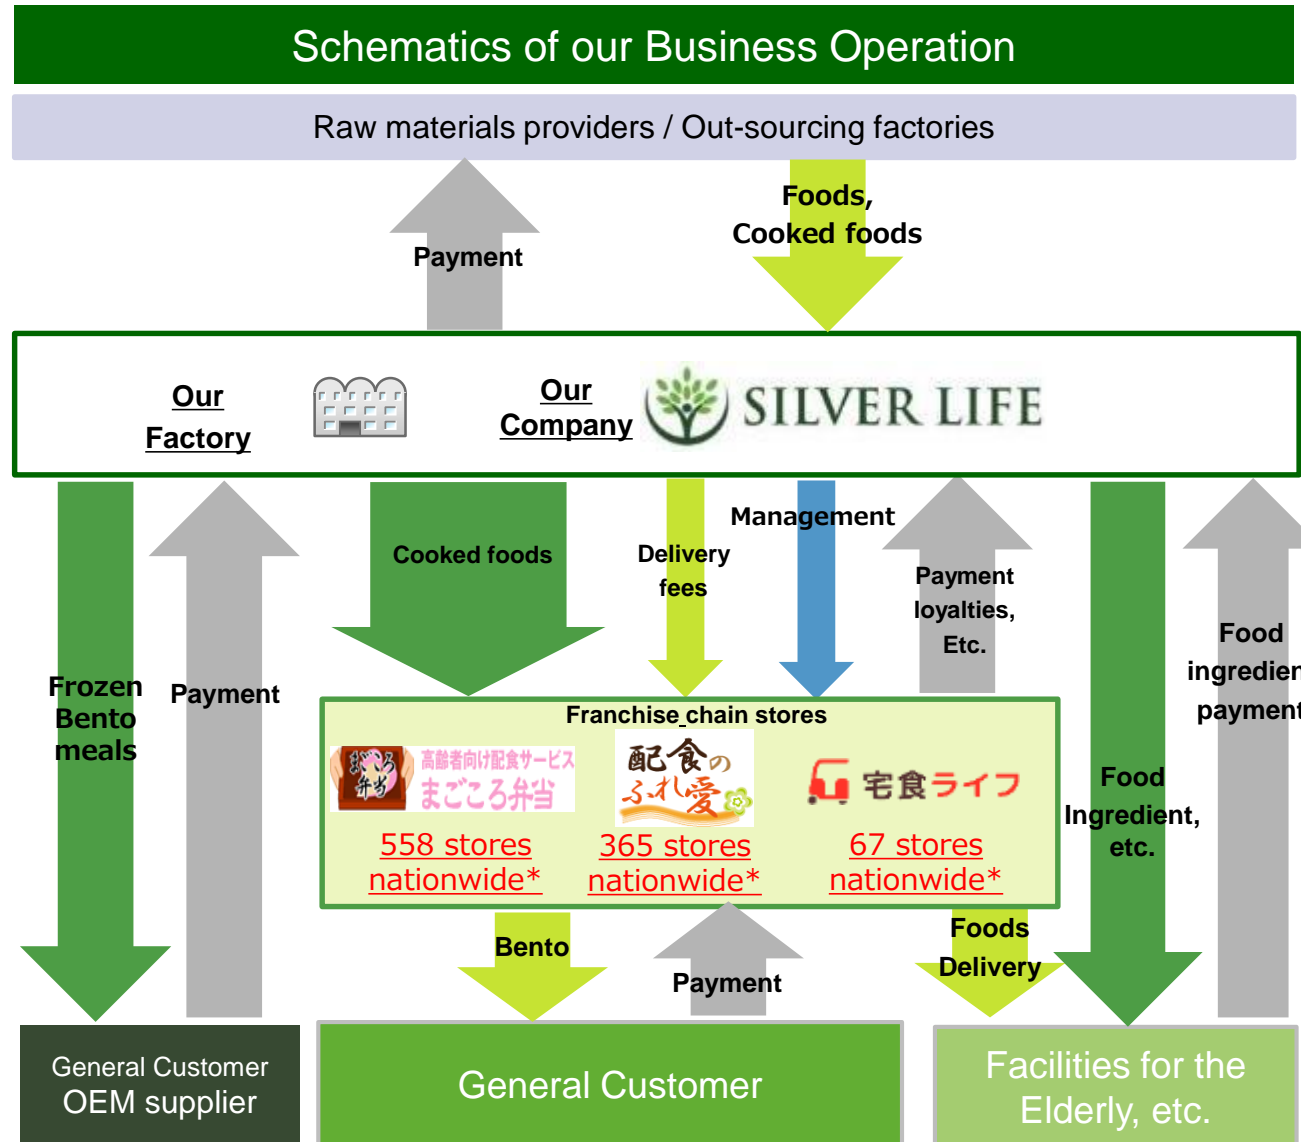 Schematics of our Business Operation
Raw materials providers / Out-sourcing factories
Payment
Foods,
Cooked foods
Our
Factory
Our
Company
SILVER LIFE
Frozen
Bento
meals
Payment
Cooked foods
Delivery
fees
Management
Payment
loyalties,
Etc.
Food
Ingredient,
etc.
Food
ingredien
payment
Franchise chain stores
まごころ
弁当
高齢者向け配食サービス
まごころ弁当
558 stores
nationwide*
配食の
ふれ愛
365 stores
nationwide*
宅食ライフ
67 stores
nationwide*
Bento
Payment
Foods
Delivery
General Customer
OEM supplier
General Customer
Facilities for the
Elderly, etc.